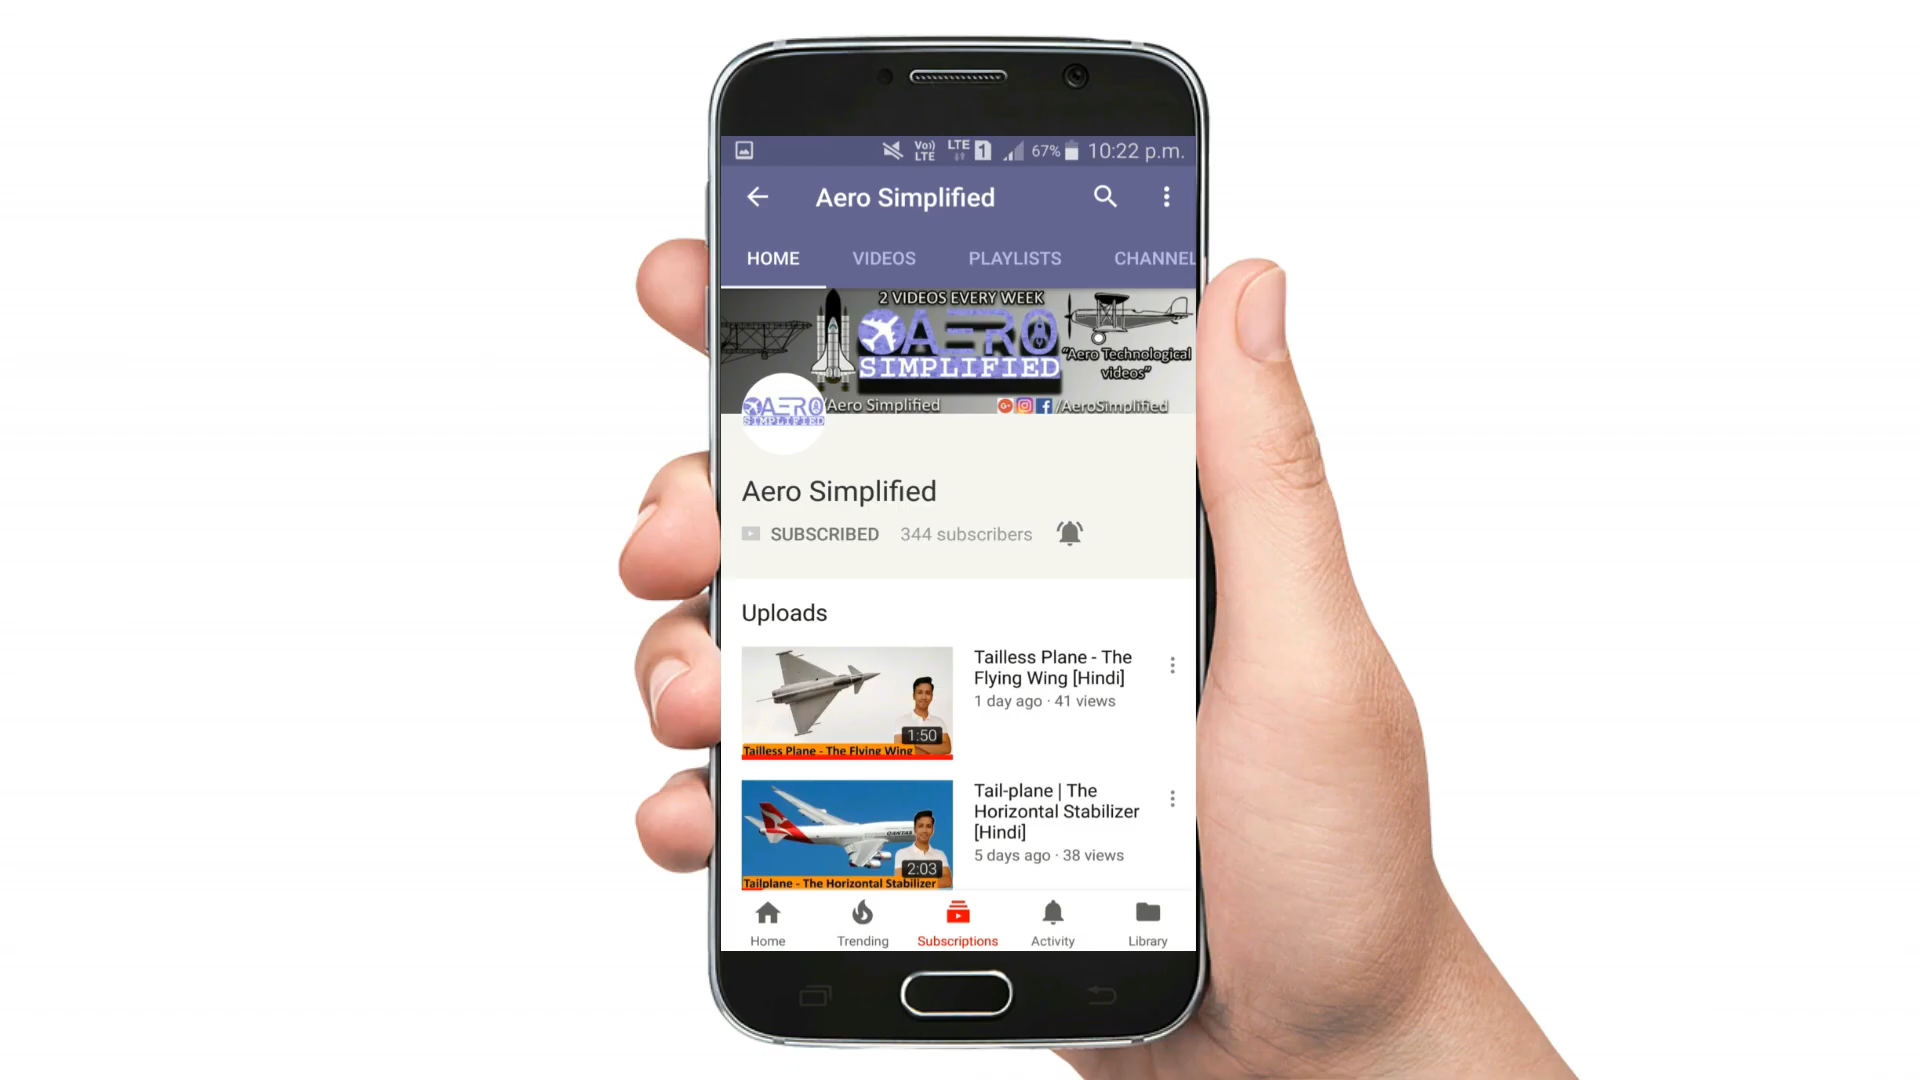 Vo))
LTE
LTE
1
67%
10:22 p.m.
Aero Simplified
HOME
VIDEOS
PLAYLISTS
CHANNEL
2 VIDEOS EVERY WEEK
AERO
SIMPLIFIED
"Aero Technological
videos"
/Aero Simplified
G+
/AeroSimplified
AERO
SIMPLIFIED
Aero Simplified
SUBSCRIBED
344 subscribers
Uploads
Tailless Plane - The
Flying Wing [Hindi]
1 day ago · 41 views
1:50
Tailless Plane - The Flying Wing
Tail-plane | The
Horizontal Stabilizer
[Hindi]
5 days ago · 38 views
QANTAS
2:03
Tailplane - The Horizontal Stabilizer
Home
Trending
Subscriptions
Activity
Library